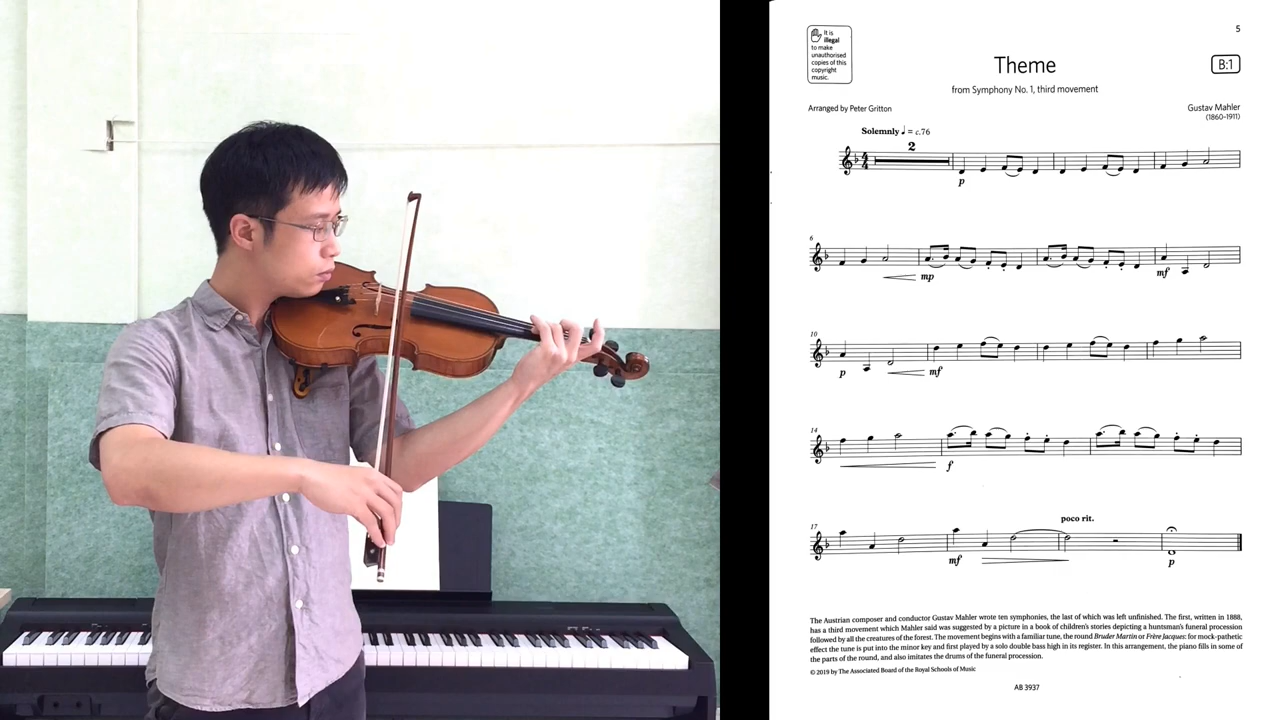 5
It is
illegal
to make
unauthorised
copies of this
copyright
music.
Theme
B:1
from Symphony No. 1, third movement
Arranged by Peter Gritton
Gustav Mahler
(1860–1911)
Solemnly ♩ = c.76
2
p
6
mp
mf
10
p
mf
14
f
17
poco rit.
mf
p
The Austrian composer and conductor Gustav Mahler wrote ten symphonies, the last of which was left unfinished. The first, written in 1888,
has a third movement which Mahler said was suggested by a picture in a book of children's stories depicting a huntsman's funeral procession
followed by all the creatures of the forest. The movement begins with a familiar tune, the round Bruder Martin or Frère Jacques: for mock-pathetic
effect the tune is put into the minor key and first played by a solo double bass high in its register. In this arrangement, the piano fills in some of
the parts of the round, and also imitates the drums of the funeral procession.
© 2019 by The Associated Board of the Royal Schools of Music
AB 3937